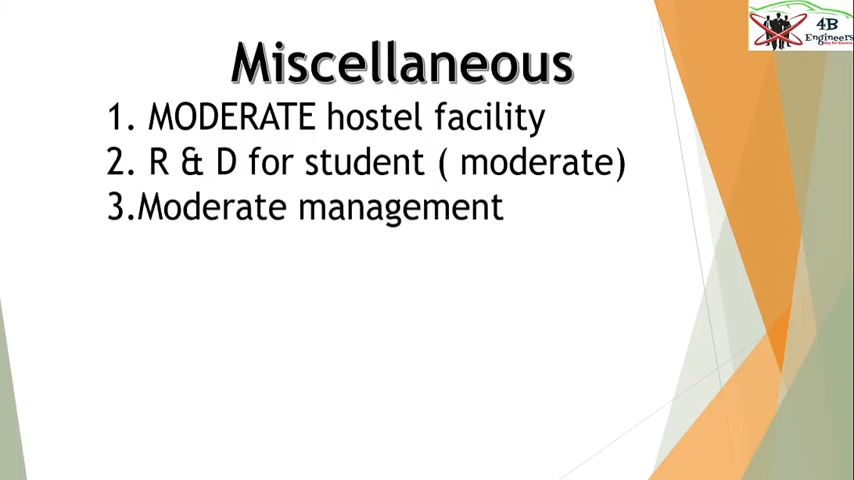 4B
Engineers
Miscellaneous
1. MODERATE hostel facility
2. R & D for student ( moderate)
3.Moderate management